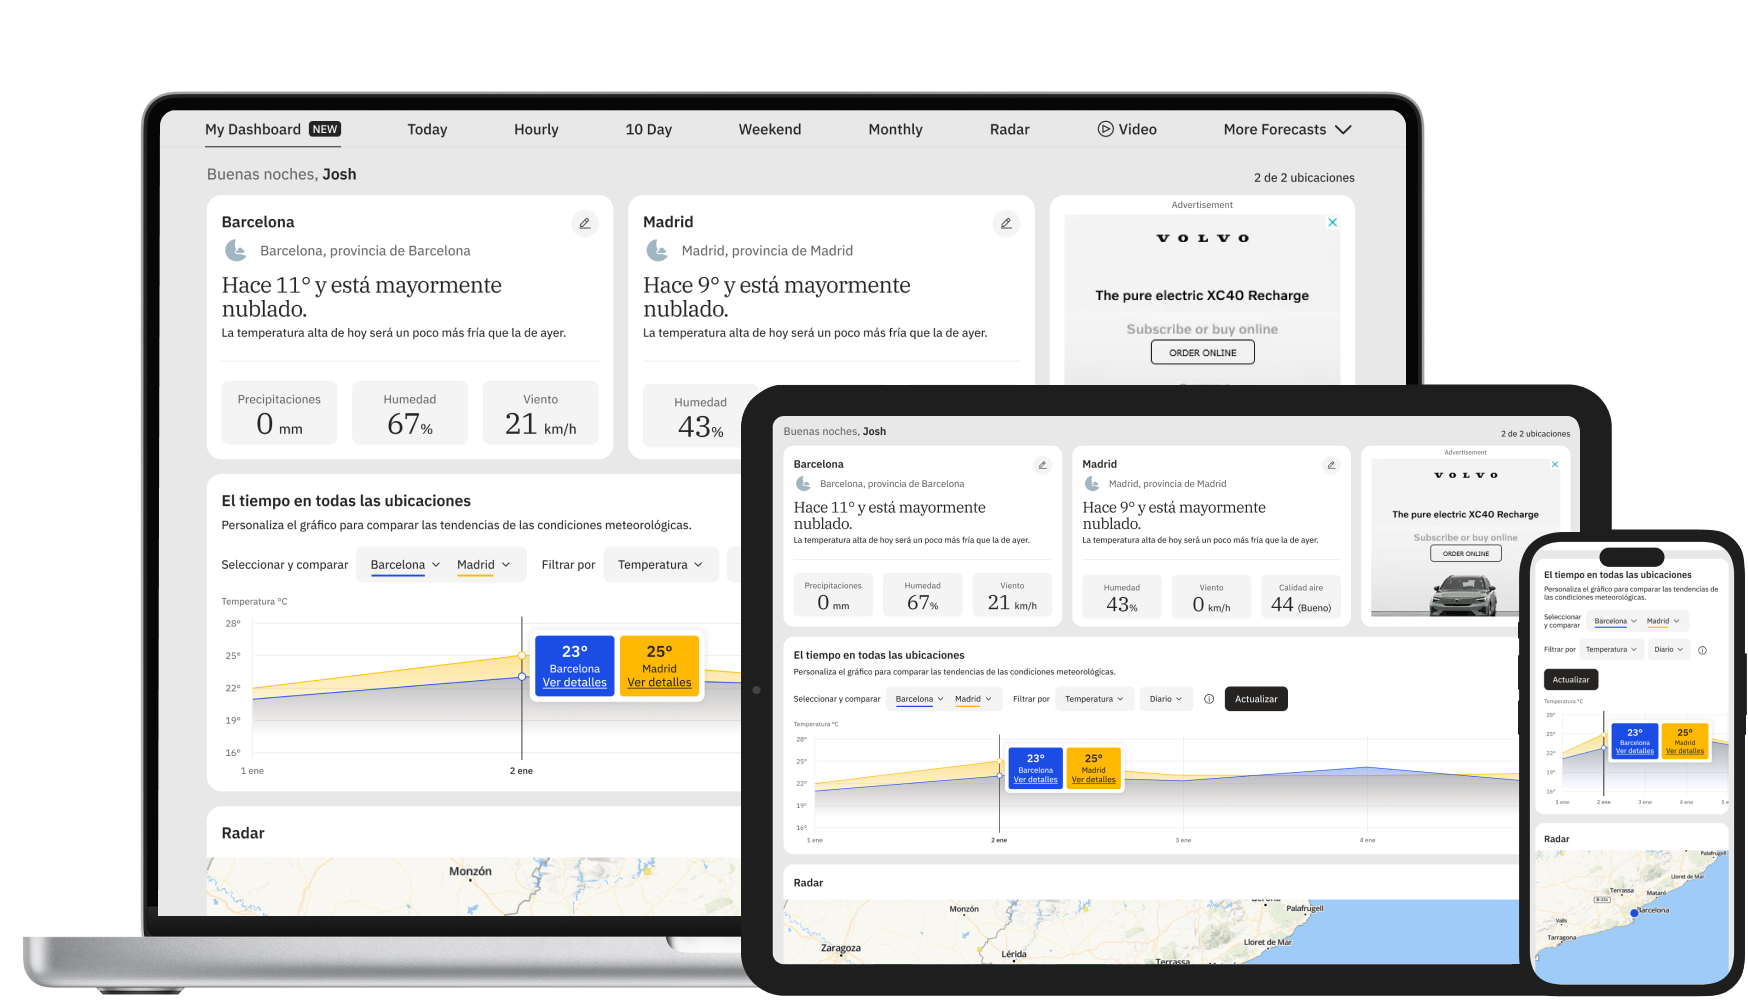 My Dashboard NEW Today Hourly 10 Day Weekend Monthly Radar Video More Forecasts
Buenas noches, Josh
2 de 2 ubicaciones
Barcelona
Barcelona, provincia de Barcelona
Hace 11° y está mayormente
nublado.
La temperatura alta de hoy será un poco más fría que la de ayer.
Precipitaciones
0 mm
Humedad
67%
Viento
21 km/h
Madrid
Madrid, provincia de Madrid
Hace 9° y está mayormente
nublado.
La temperatura alta de hoy será un poco más fría que la de ayer.
Humedad
43%
Advertisement
VOLVO
The pure electric XC40 Recharge
Subscribe or buy online
ORDER ONLINE
El tiempo en todas las ubicaciones
Personaliza el gráfico para comparar las tendencias de las condiciones meteorológicas.
Seleccionar y comparar Barcelona Madrid Filtrar por Temperatura
Temperatura °C
28°
25°
22°
19°
16°
1 ene
2 ene
23°
Barcelona
Ver detalles
25°
Madrid
Ver detalles
Radar
Monzón
Buenas noches, Josh
2 de 2 ubicaciones
Barcelona
Barcelona, provincia de Barcelona
Hace 11° y está mayormente
nublado.
La temperatura alta de hoy será un poco más fría que la de ayer.
Precipitaciones
0 mm
Humedad
67%
Viento
21 km/h
Madrid
Madrid, provincia de Madrid
Hace 9° y está mayormente
nublado.
La temperatura alta de hoy será un poco más fría que la de ayer.
Humedad
43%
Viento
0 km/h
Calidad aire
44 (Bueno)
Advertisement
VOLVO
The pure electric XC40 Recharge
Subscribe or buy online
ORDER ONLINE
El tiempo en todas las ubicaciones
Personaliza el gráfico para comparar las tendencias de las condiciones meteorológicas.
Seleccionar y comparar Barcelona Madrid Filtrar por Temperatura Diario Actualizar
Temperatura °C
28°
25°
22°
19°
16°
1 ene
2 ene
3 ene
4 ene
23°
Barcelona
Ver detalles
25°
Madrid
Ver detalles
Radar
Monzón
Palafrugell
Zaragoza
Lérida
Lloret de Mar
Terrassa
El tiempo en todas las ubicaciones
Personaliza el gráfico para comparar las tendencias de
las condiciones meteorológicas.
Seleccionar
y comparar
Barcelona Madrid
Filtrar por Temperatura Diario
Actualizar
Temperatura °C
28°
25°
22°
19°
16°
1 ene
2 ene
3 ene
4 ene
5 e
23°
Barcelona
Ver detalles
25°
Madrid
Ver detalles
Radar
Lloret de Mar
Terrassa
Mataró
Barcelona
Valls
Tarragona